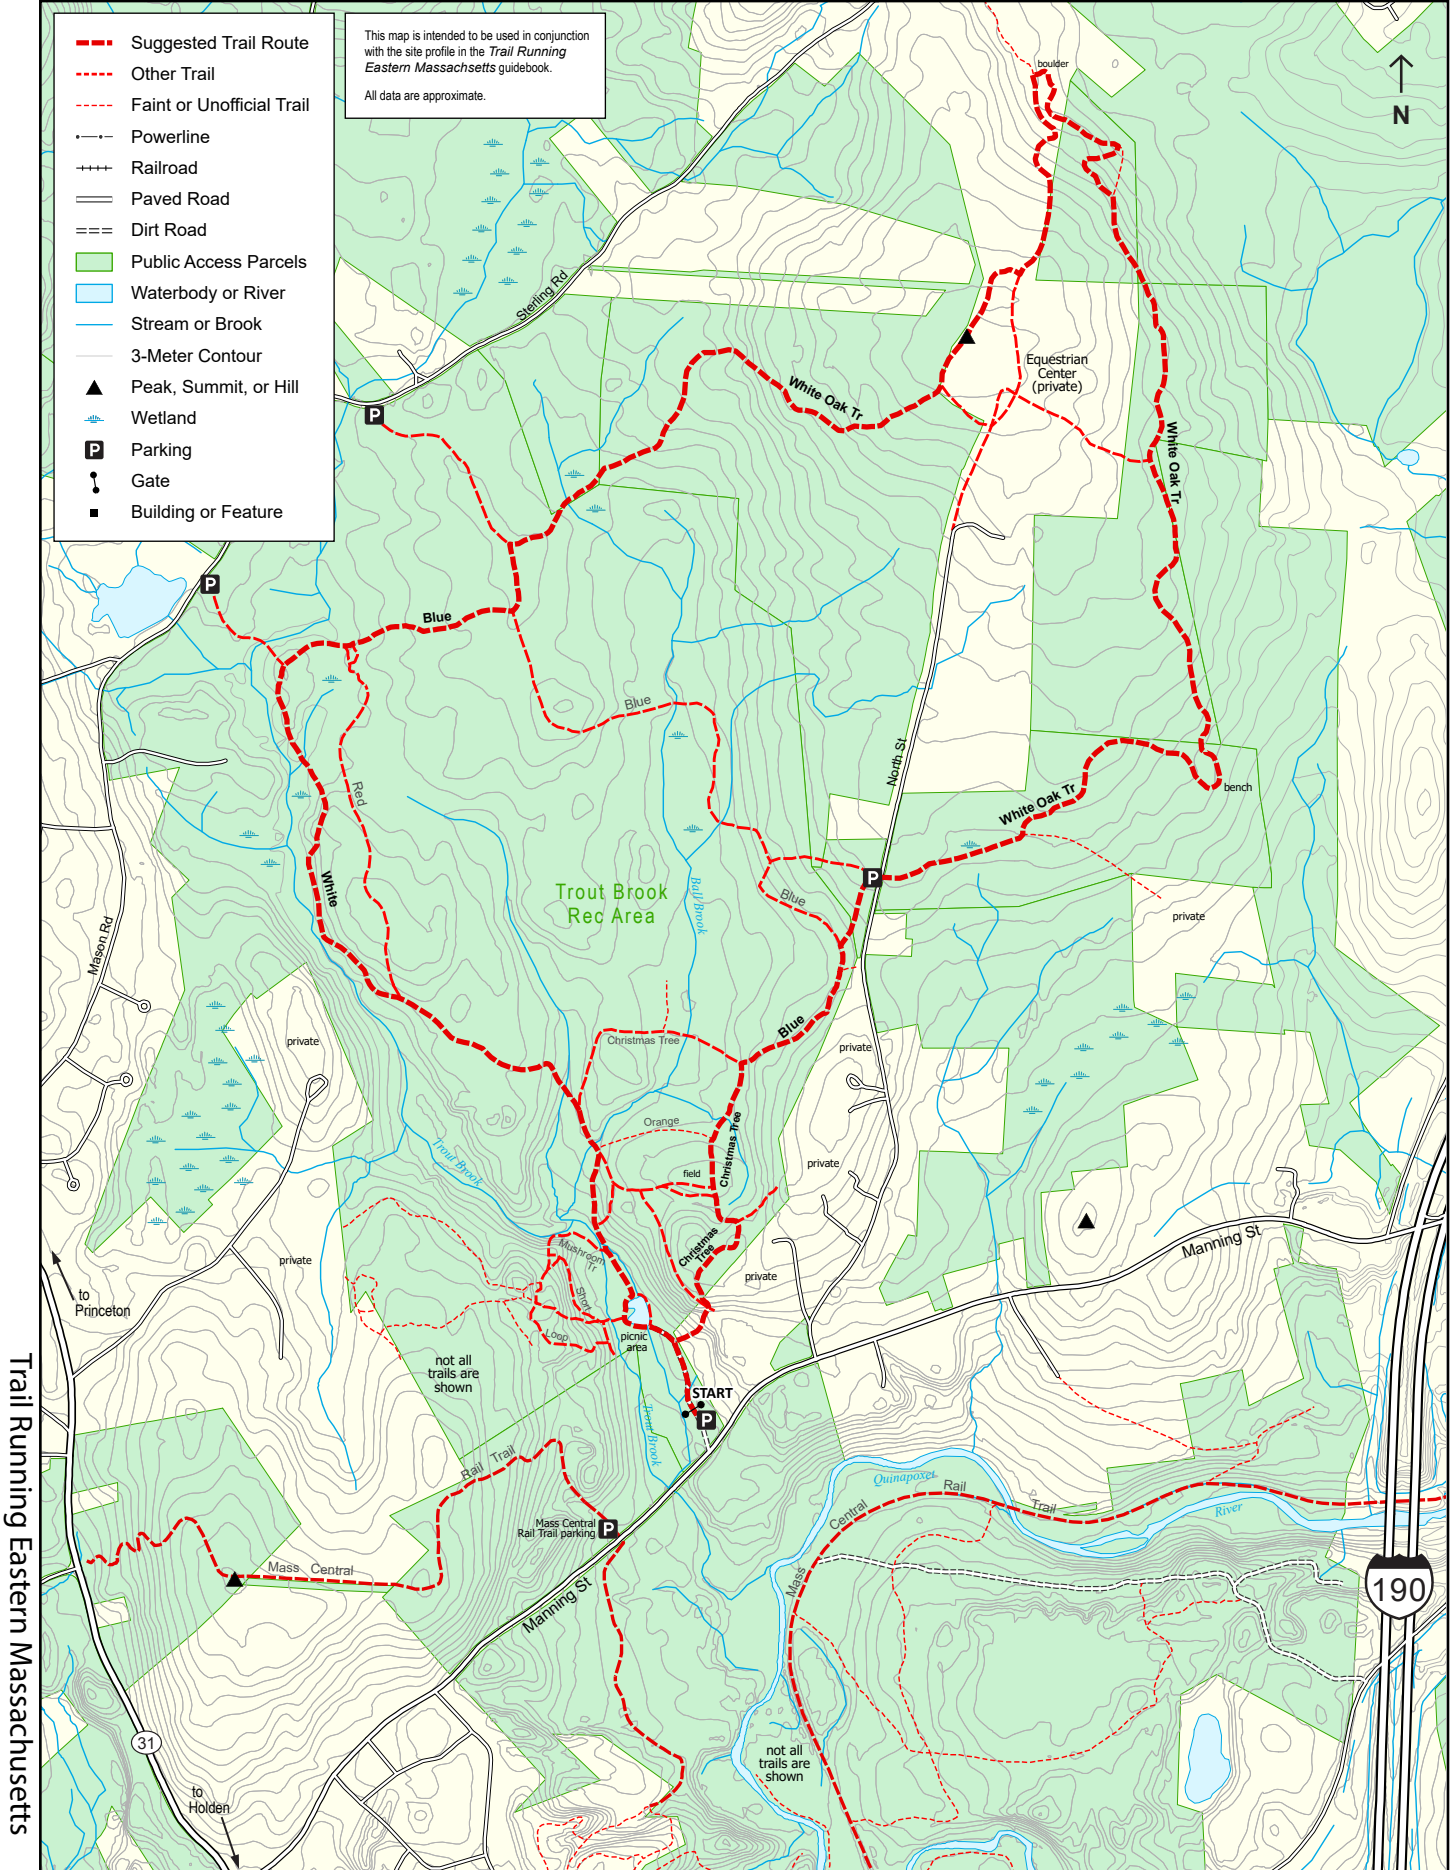 Suggested Trail Route
Other Trail
Faint or Unofficial Trail
Powerline
Railroad
Paved Road
Dirt Road
Public Access Parcels
Waterbody or River
Stream or Brook
3-Meter Contour
Peak, Summit, or Hill
Wetland
P
Parking
Gate
Building or Feature
This map is intended to be used in conjunction
with the site profile in the Trail Running
Eastern Massachsetts guidebook.
All data are approximate.
N
boulder
Sterling Rd
P
Equestrian
Center
(private)
White Oak Tr
White Oak Tr
P
Blue
Blue
Red
North St
White Oak Tr
bench
White
Trout Brook
Rec Area
Ball Brook
Blue
P
private
Mason Rd
Blue
private
Christmas Tree
private
Orange
Christmas Tree
field
private
Trout Brook
Christmas
Tree
Mushroom
Tr
Short
Loop
private
private
Manning St
to
Princeton
picnic
area
not all
trails are
shown
START
P
Trout Brook
Rail Trail
Quinapoxet
River
Mass Central Rail Trail
Mass Central
Rail Trail parking
P
Mass Central
Manning St
190
31
not all
trails are
shown
to
Holden
Trail Running Eastern Massachusetts